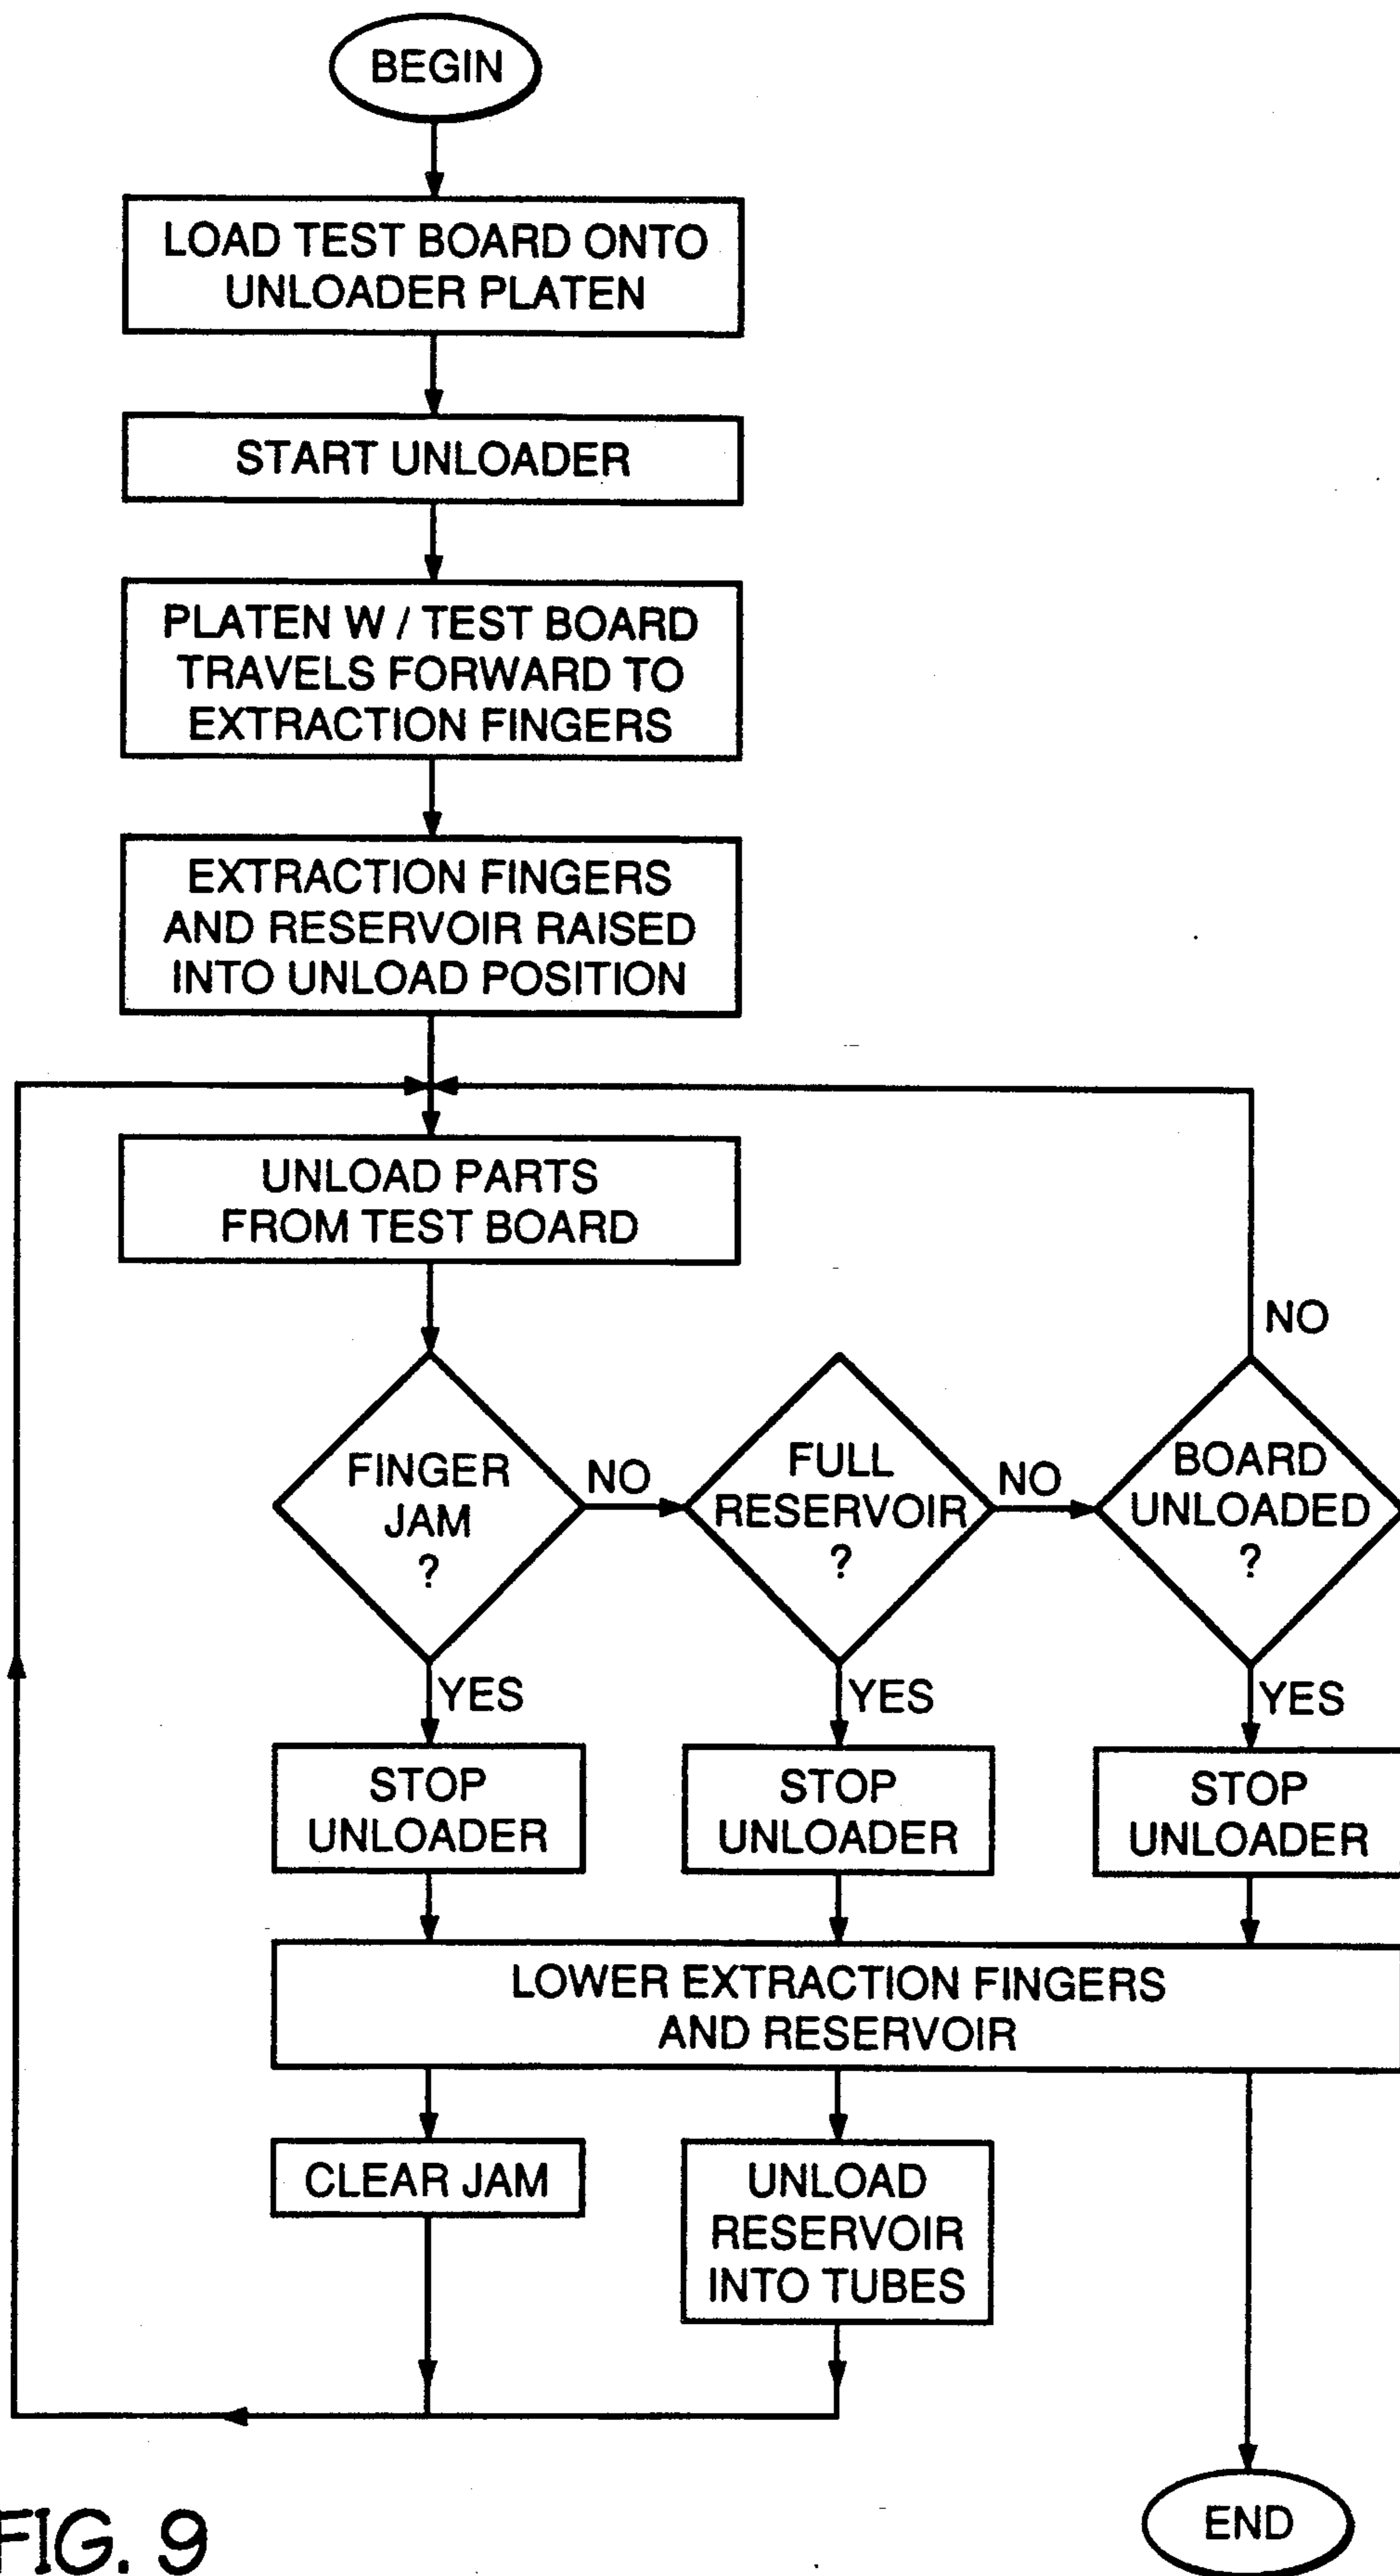 BEGIN
LOAD TEST BOARD ONTO
UNLOADER PLATEN
START UNLOADER
PLATEN W / TEST BOARD
TRAVELS FORWARD TO
EXTRACTION FINGERS
EXTRACTION FINGERS
AND RESERVOIR RAISED
INTO UNLOAD POSITION
UNLOAD PARTS
FROM TEST BOARD
NO
FINGER
JAM
?
NO
FULL
RESERVOIR
?
NO
BOARD
UNLOADED
?
YES
YES
YES
STOP
UNLOADER
STOP
UNLOADER
STOP
UNLOADER
LOWER EXTRACTION FINGERS
AND RESERVOIR
CLEAR JAM
UNLOAD
RESERVOIR
INTO TUBES
END
FIG. 9